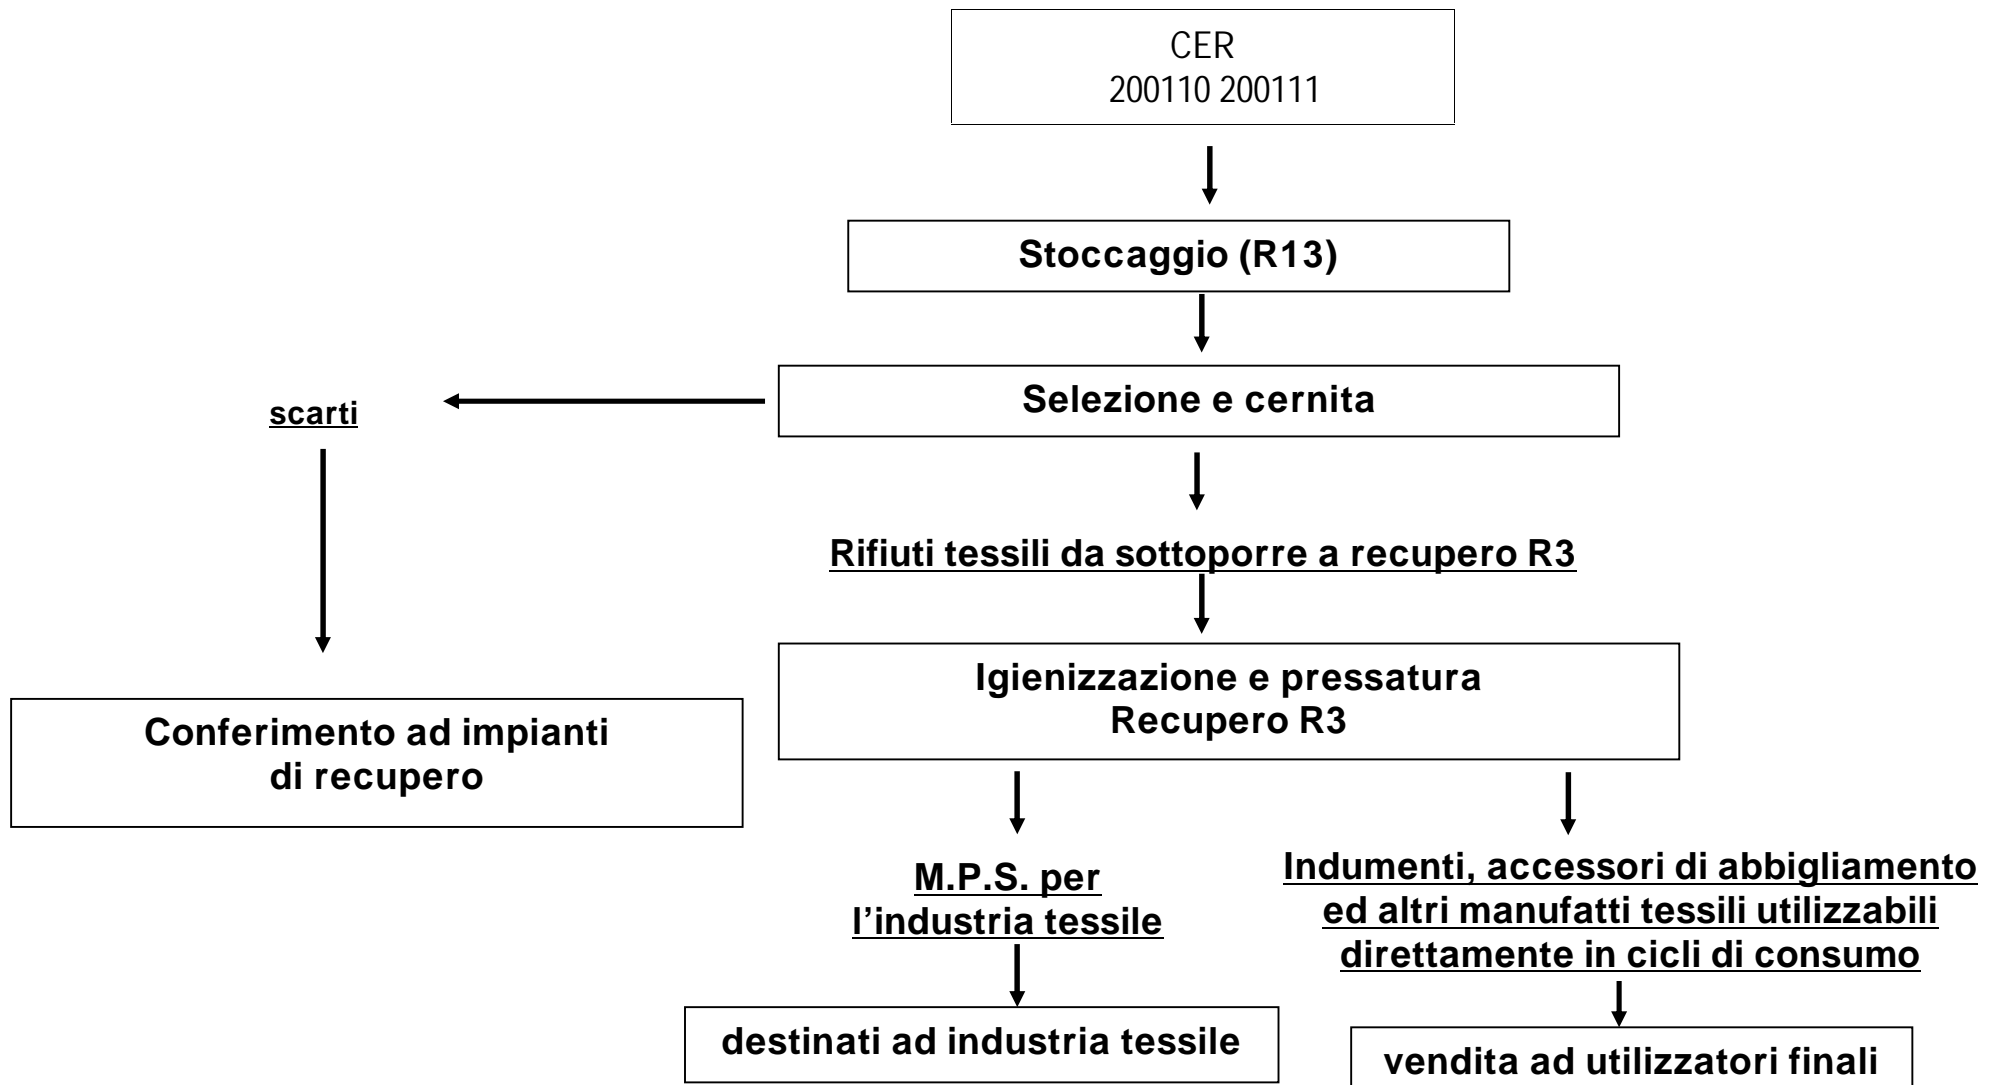 CER
200110 200111
Stoccaggio (R13)
Selezione e cernita
scarti
Rifiuti tessili da sottoporre a recupero R3
Igienizzazione e pressatura
Recupero R3
Conferimento ad impianti
di recupero
M.P.S. per
l’industria tessile
Indumenti, accessori di abbigliamento
ed altri manufatti tessili utilizzabili
direttamente in cicli di consumo
destinati ad industria tessile
vendita ad utilizzatori finali